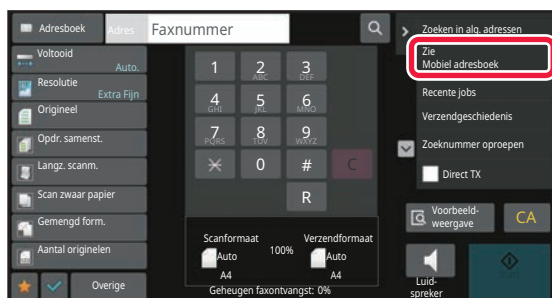 Adresboek
Adres
Faxnummer
Zoeken in alg. adressen
Zie
Mobiel adresboek
Recente jobs
Verzendgeschiedenis
Zoeknummer oproepen
Direct TX
Voltooid
Auto.
Resolutie
Extra Fijn
Origineel
Opdr. samenst.
Langz. scanm.
Scan zwaar papier
Gemengd form.
Aantal originelen
Overige
1
2
ABC
3
DEF
4
GHI
5
JKL
6
MNO
7
PQRS
8
TUV
9
WXYZ
0
#
C
R
Scanformaat
Auto
A4
100%
Verzendformaat
Auto
A4
Geheugen faxontvangst: 0%
Voorbeeld-
weergave
CA
Luid-
spreker
Start